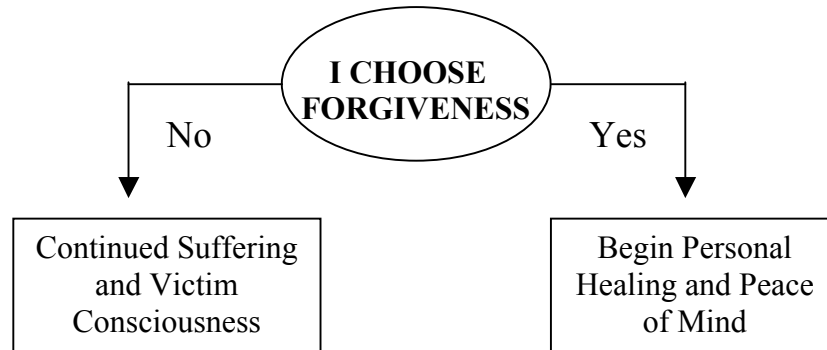 I CHOOSE
FORGIVENESS
No
Yes
Continued Suffering
and Victim
Consciousness
Begin Personal
Healing and Peace
of Mind